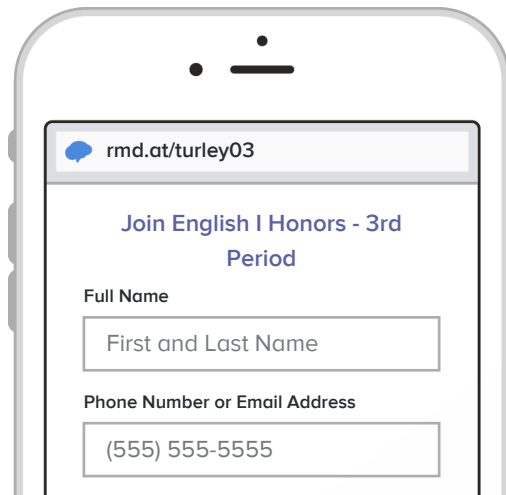 rmd.at/turley03
Join English I Honors - 3rd
Period
Full Name
First and Last Name
Phone Number or Email Address
(555) 555-5555